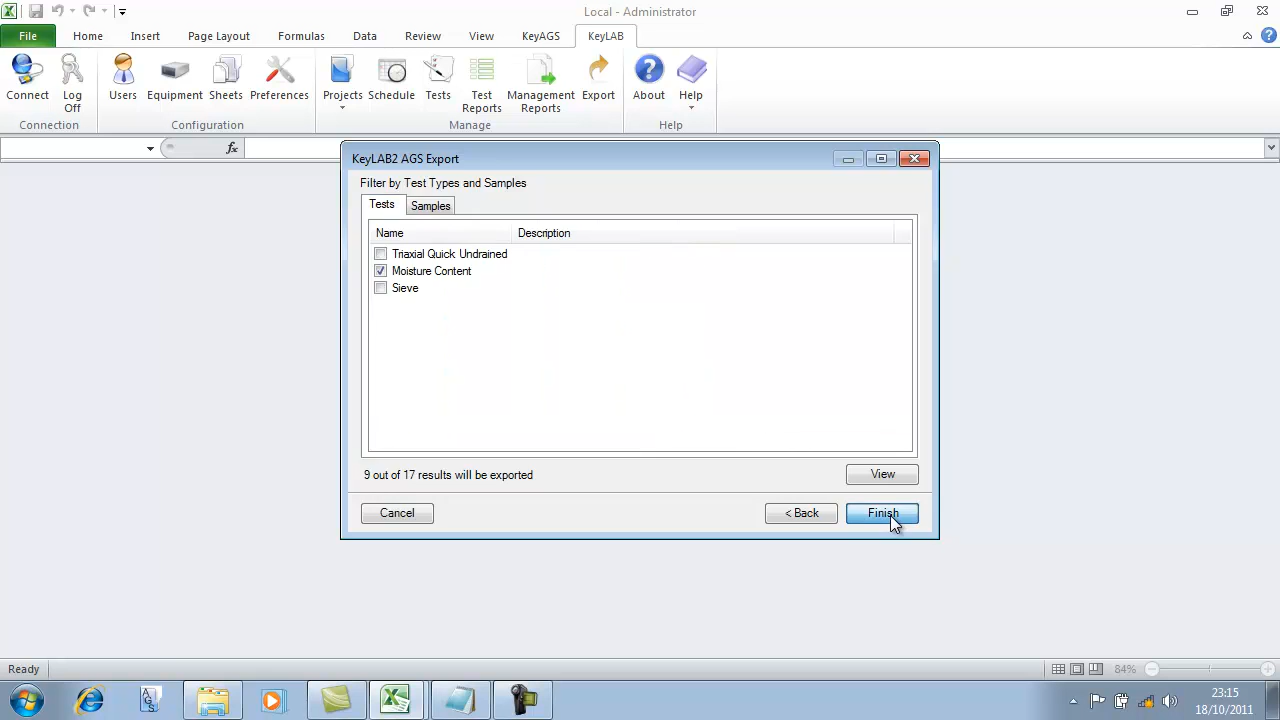 Local - Administrator
File Home Insert Page Layout Formulas Data Review View KeyAGS KeyLAB
Connect Log Off Users Equipment Sheets Preferences Projects Schedule Tests Test Reports Management Reports Export About Help
Connection Configuration Manage Help
fx
KeyLAB2 AGS Export
Filter by Test Types and Samples
Tests Samples
Name Description
Triaxial Quick Undrained
Moisture Content
Sieve
9 out of 17 results will be exported
View
Cancel < Back Finish
Ready 84%
23:15
18/10/2011